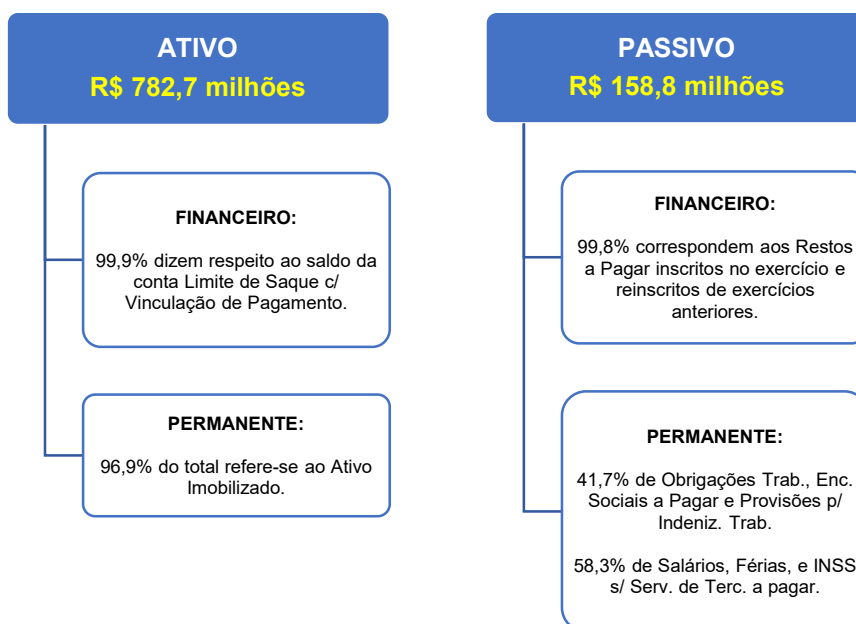 ATIVO
R$ 782,7 milhões
FINANCEIRO:
99,9% dizem respeito ao saldo da
conta Limite de Saque c/
Vinculação de Pagamento.
PERMANENTE:
96,9% do total refere-se ao Ativo
Imobilizado.
PASSIVO
R$ 158,8 milhões
FINANCEIRO:
99,8% correspondem aos Restos
a Pagar inscritos no exercício e
reinscritos de exercícios
anteriores.
PERMANENTE:
41,7% de Obrigações Trab., Enc.
Sociais a Pagar e Provisões p/
Indeniz. Trab.
58,3% de Salários, Férias, e INSS
s/ Serv. de Terc. a pagar.